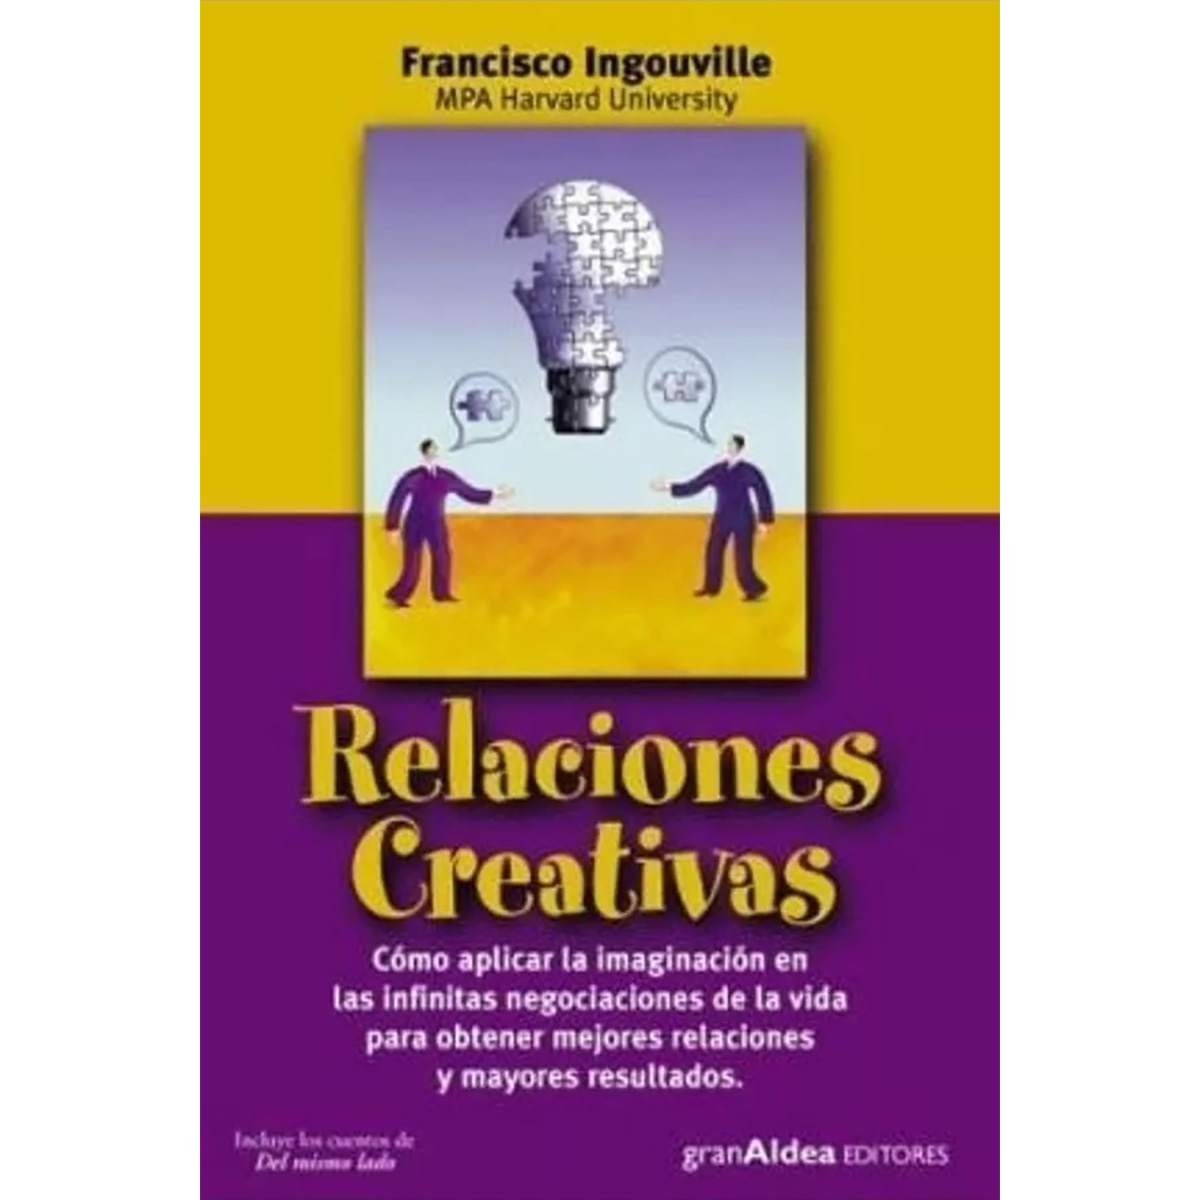 Francisco Ingouville
MPA Harvard University
Relaciones
Creativas
Cómo aplicar la imaginación en
las infinitas negociaciones de la vida
para obtener mejores relaciones
y mayores resultados.
Incluye los cuentos de
Del mismo lado
granAldea EDITORES